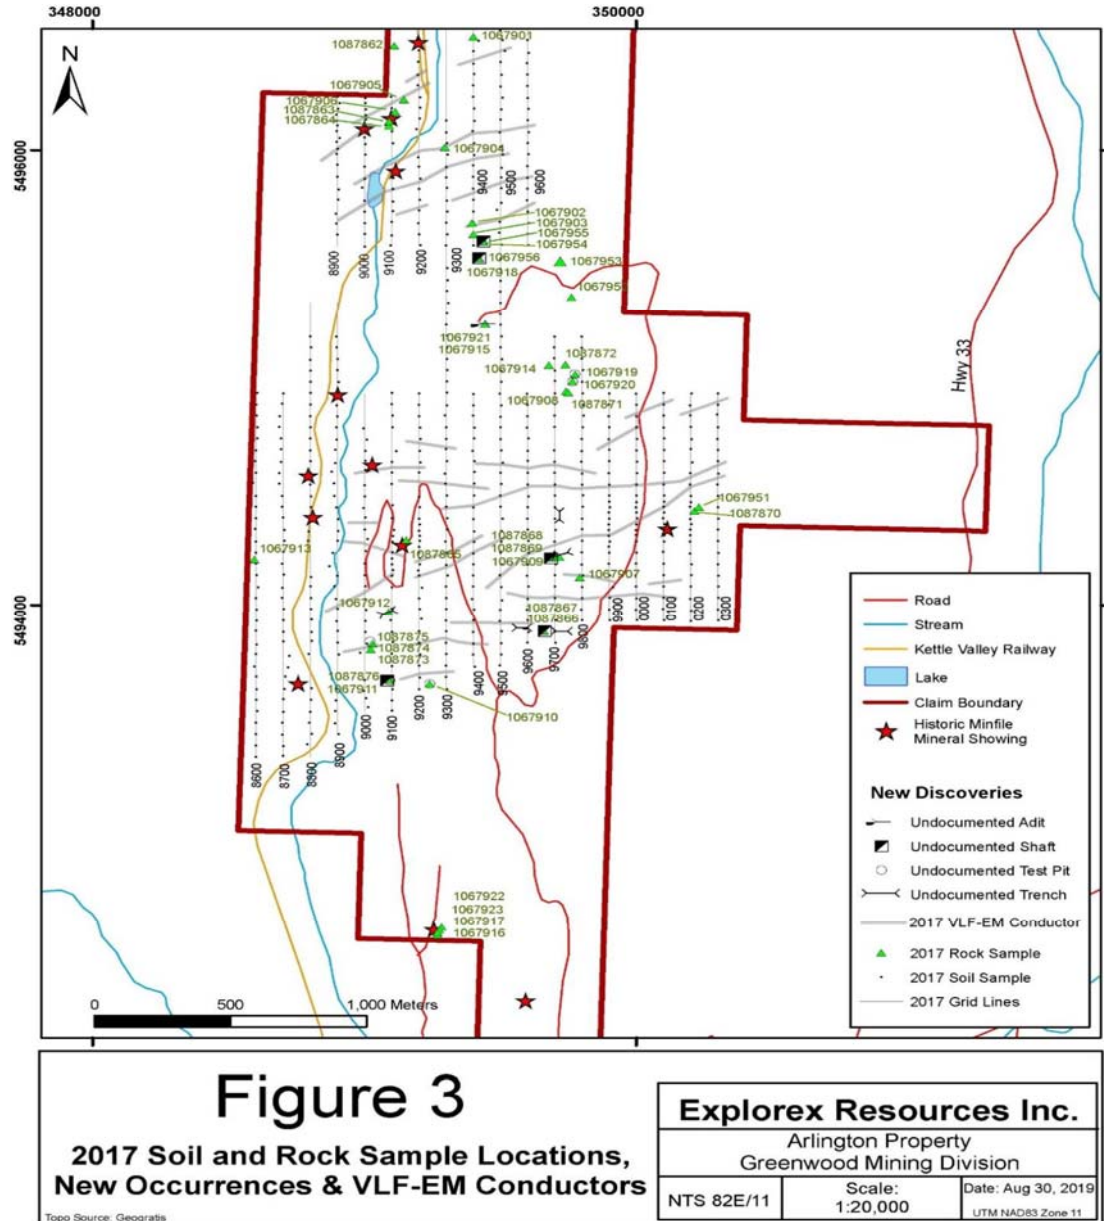 348000
350000
5496000
5494000
N
1087862
1067901
1067905
1067906
1087863
1067864
1067904
9400
9500
9600
1067902
1067903
1067955
1067954
8900
9000
9100
9200
9300
1067956
1067953
1067918
1067921
1067915
1087872
1067914
1067919
1067920
1067908
1087871
Hwy 33
1067951
1087870
1067913
1087865
1087868
1087869
1067909
1067907
1067912
1087867
1087866
9900
0000
0100
0200
0300
1087875
1087874
1087873
1087876
1067911
9600
9700
9800
9400
9500
9300
9200
9100
9000
1067910
8900
8800
8700
8600
1067922
1067923
1067917
1067916
0 500 1,000 Meters
Road
Stream
Kettle Valley Railway
Lake
Claim Boundary
Historic Minfile
Mineral Showing
New Discoveries
Undocumented Adit
Undocumented Shaft
Undocumented Test Pit
Undocumented Trench
2017 VLF-EM Conductor
2017 Rock Sample
2017 Soil Sample
2017 Grid Lines
Figure 3
2017 Soil and Rock Sample Locations,
New Occurrences & VLF-EM Conductors
Topo Source: Geogratis
Explorex Resources Inc.
Arlington Property
Greenwood Mining Division
NTS 82E/11
Scale:
1:20,000
Date: Aug 30, 2019
UTM NAD83 Zone 11